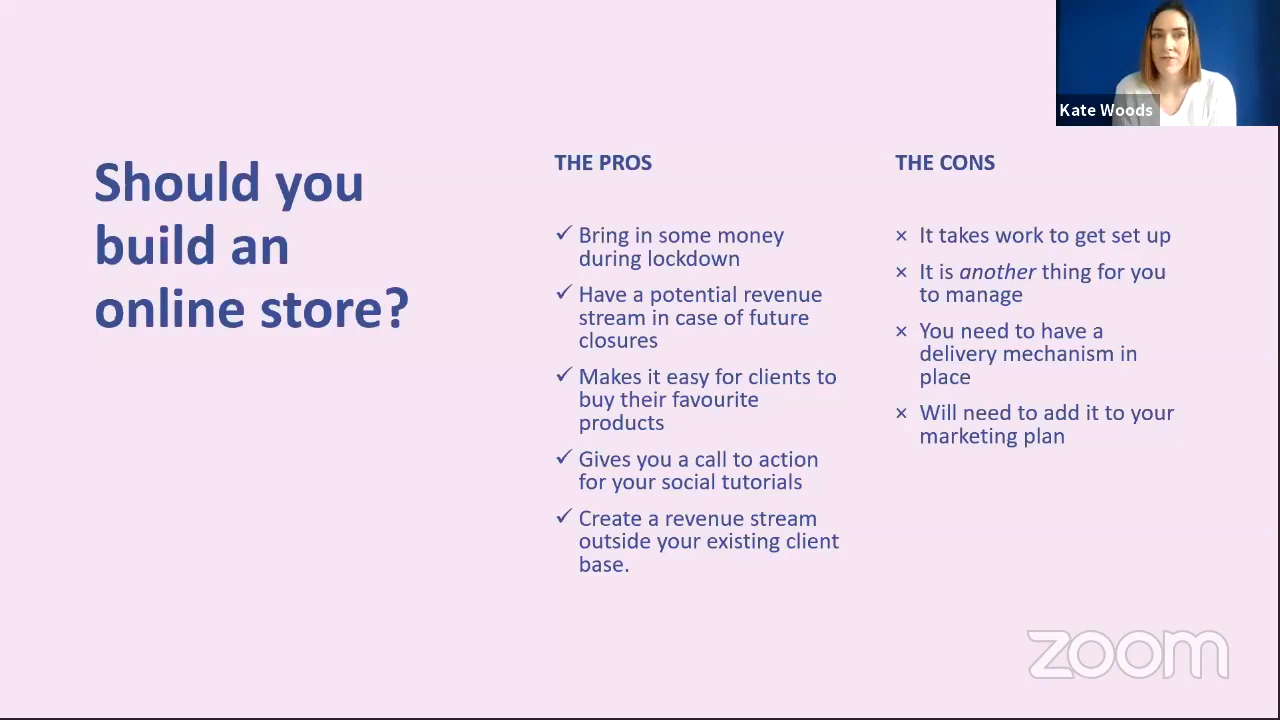 Kate Woods
Should you
build an
online store?
THE PROS
✓ Bring in some money
during lockdown
✓ Have a potential revenue
stream in case of future
closures
✓ Makes it easy for clients to
buy their favourite
products
✓ Gives you a call to action
for your social tutorials
✓ Create a revenue stream
outside your existing client
base.
THE CONS
× It takes work to get set up
× It is another thing for you
to manage
× You need to have a
delivery mechanism in
place
× Will need to add it to your
marketing plan
zoom